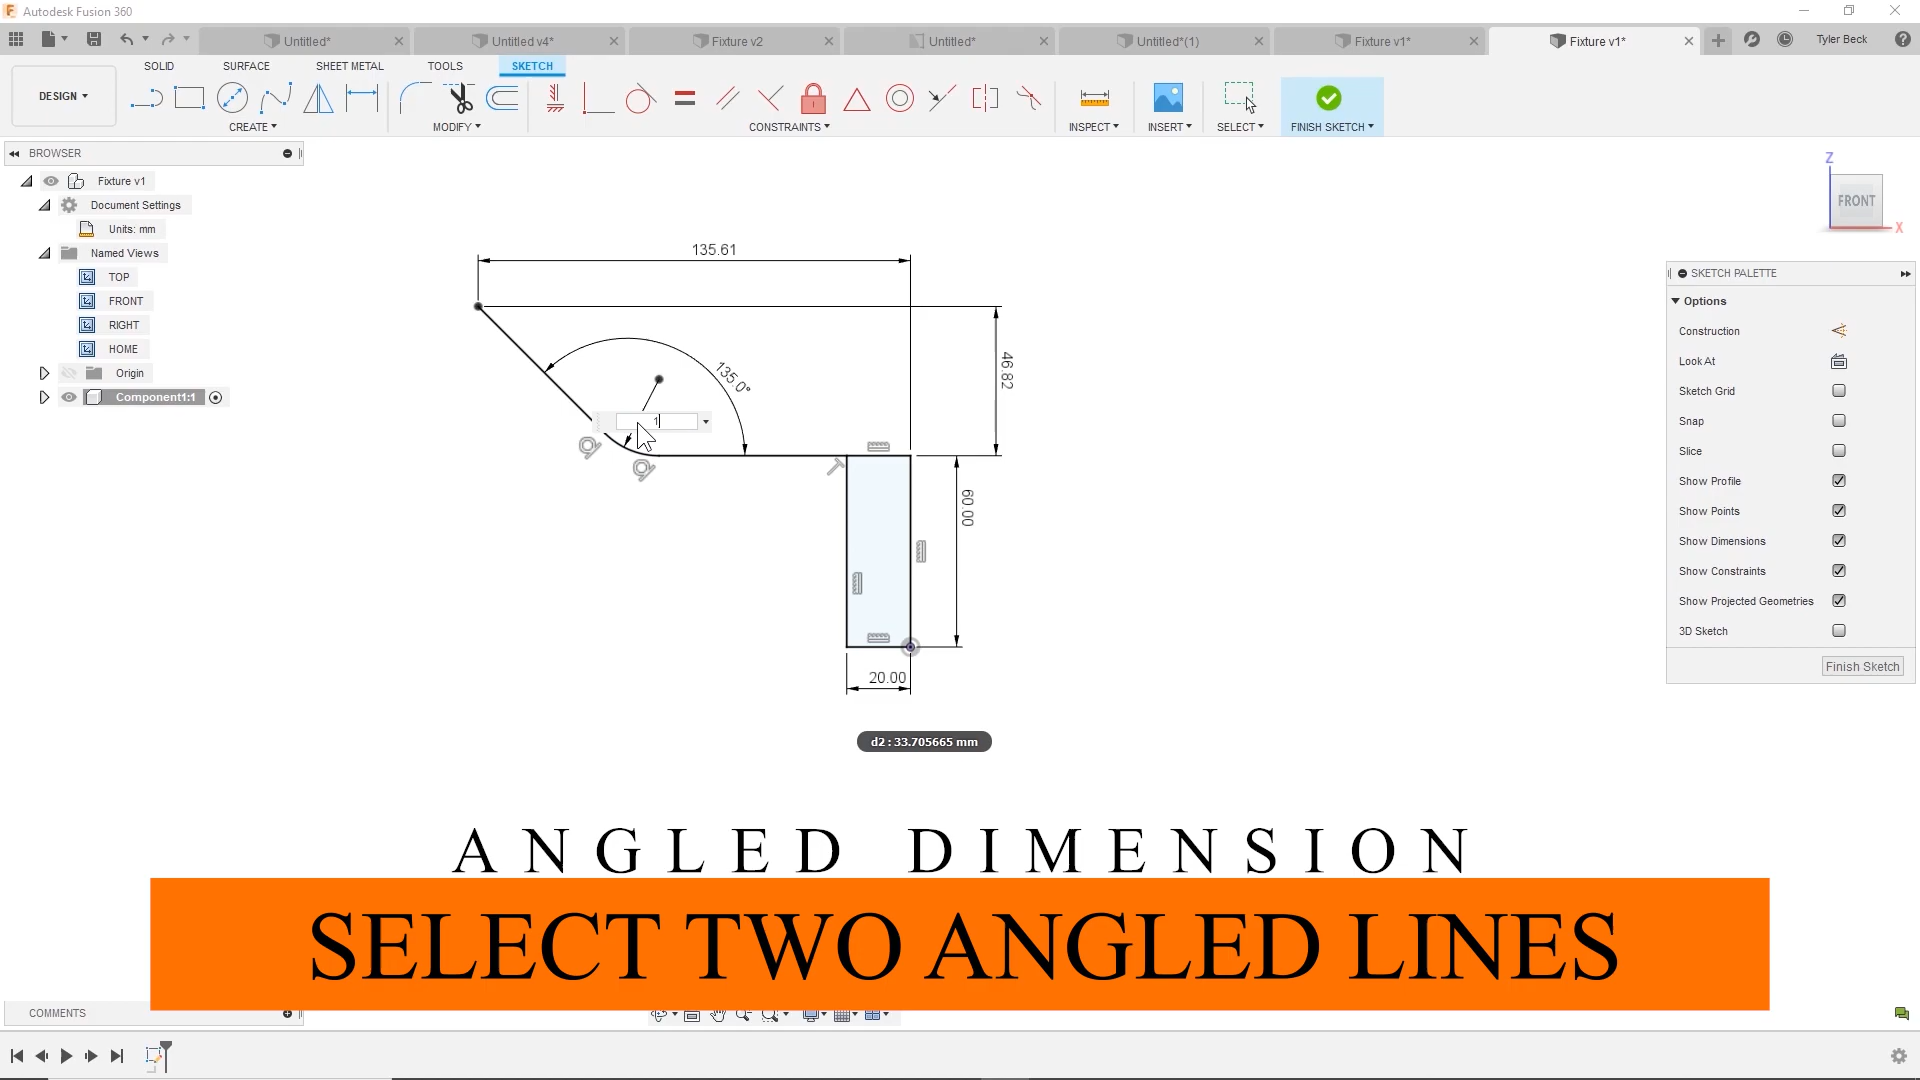 Autodesk Fusion 360
Untitled*
Untitled v4*
Fixture v2
Untitled*
Untitled*(1)
Fixture v1*
Fixture v1*
Tyler Beck
SOLID
SURFACE
SHEET METAL
TOOLS
SKETCH
DESIGN
CREATE
MODIFY
CONSTRAINTS
INSPECT
INSERT
SELECT
FINISH SKETCH
BROWSER
Fixture v1
Document Settings
Units: mm
Named Views
TOP
FRONT
RIGHT
HOME
Origin
Component1:1
Z
FRONT
X
135.61
135.0°
46.82
1
60.00
20.00
d2 : 33.705665 mm
SKETCH PALETTE
Options
Construction
Look At
Sketch Grid
Snap
Slice
Show Profile
Show Points
Show Dimensions
Show Constraints
Show Projected Geometries
3D Sketch
Finish Sketch
ANGLED DIMENSION
SELECT TWO ANGLED LINES
COMMENTS